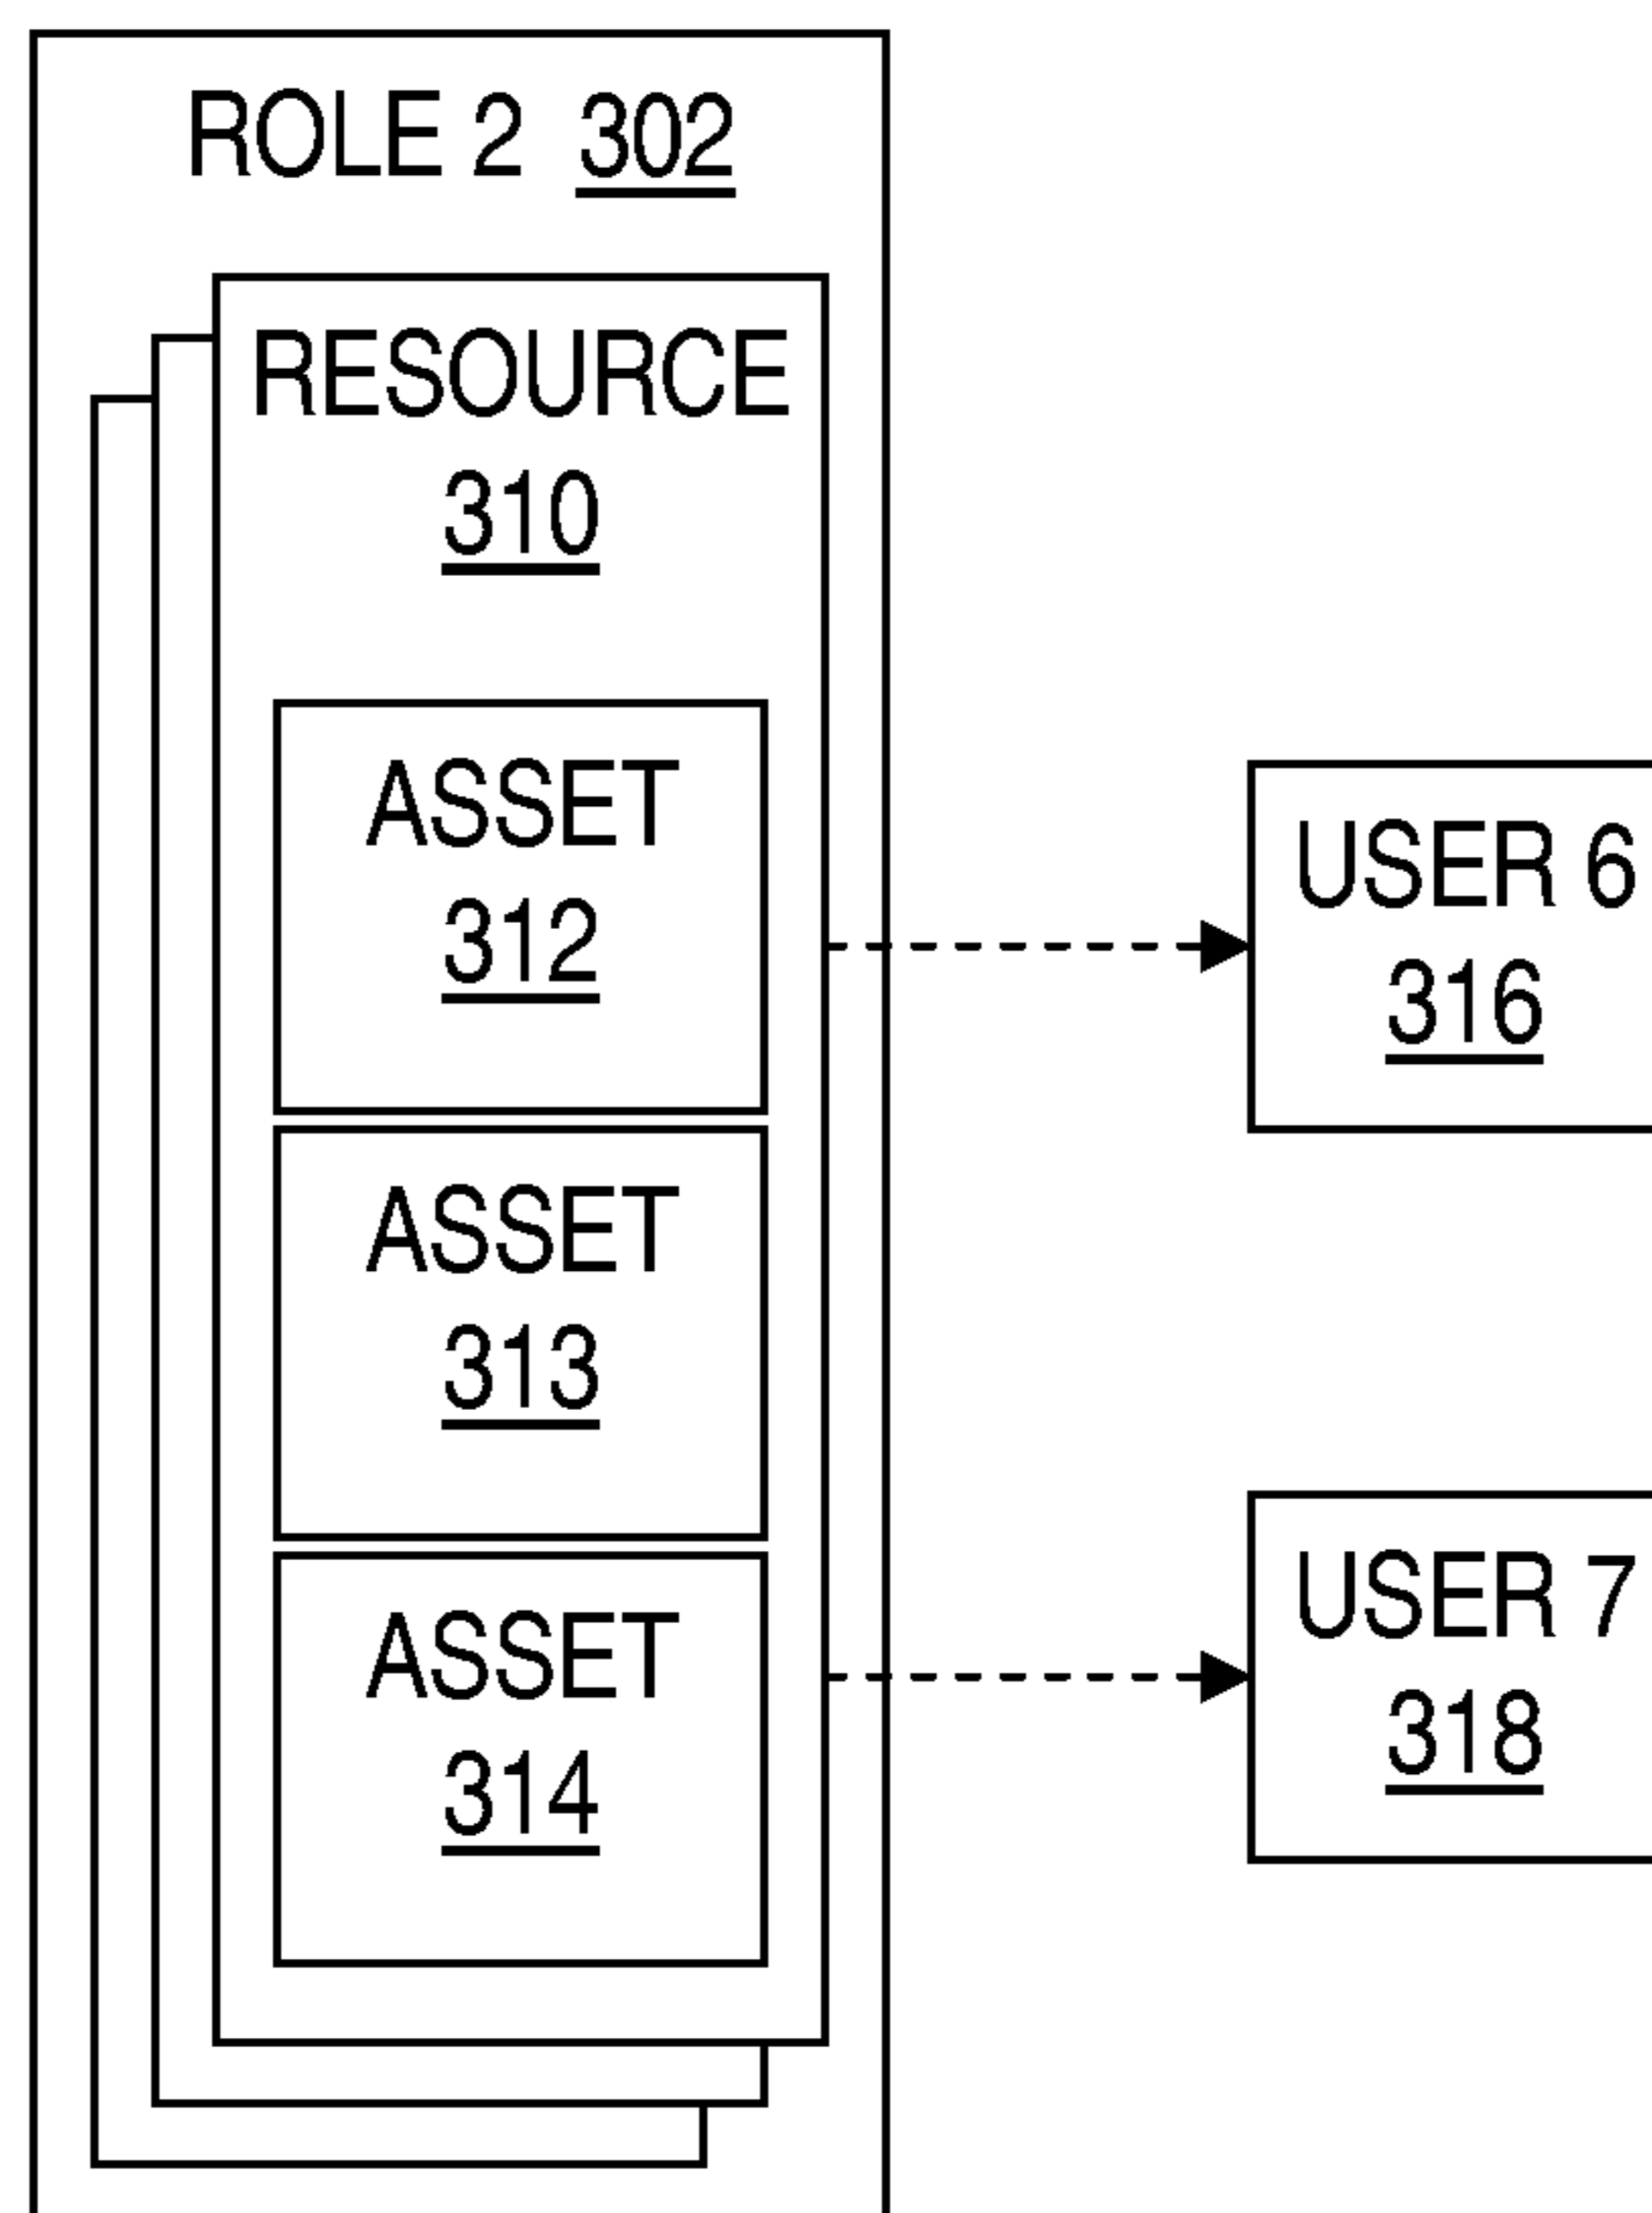 ROLE 2 302
RESOURCE
310
ASSET
312
USER 6
316
ASSET
313
ASSET
314
USER 7
318